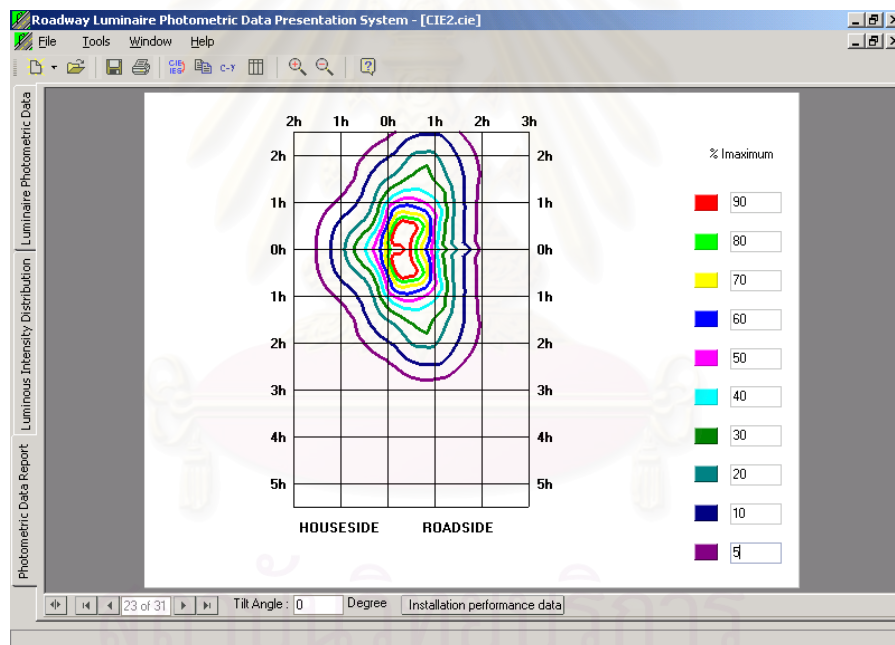 Roadway Luminaire Photometric Data Presentation System - [CIE2.cie]
File Tools Window Help
CIE IES C-γ
Luminaire Photometric Data
Luminous Intensity Distribution
Photometric Data Report
2h 1h 0h 1h 2h 3h
2h 2h
1h 1h
0h 0h
1h 1h
2h 2h
3h 3h
4h 4h
5h 5h
HOUSESIDE ROADSIDE
% Imaximum
90
80
70
60
50
40
30
20
10
5
23 of 31 Tilt Angle : 0 Degree Installation performance data